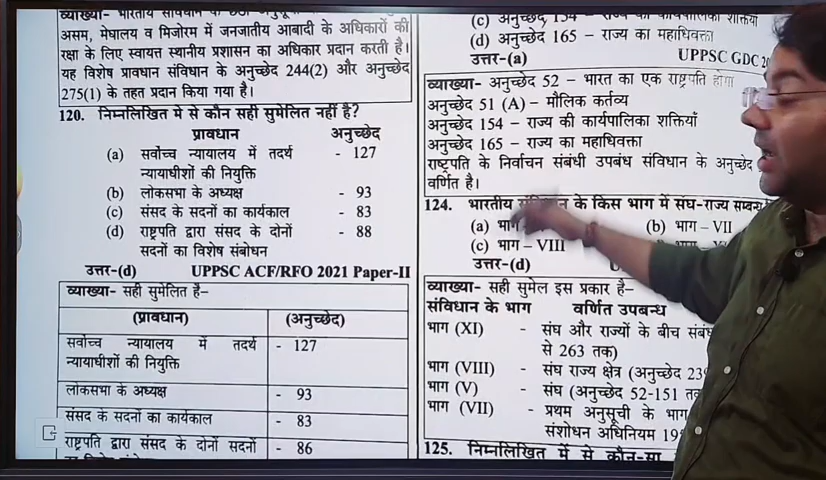 व्याख्या- भारतीय संविधान
असम, मेघालय व मिजोरम में जनजातीय आबादी के अधिकारों की
रक्षा के लिए स्वायत्त स्थानीय प्रशासन का अधिकार प्रदान करती है।
यह विशेष प्रावधान संविधान के अनुच्छेद 244(2) और अनुच्छेद
275(1) के तहत प्रदान किया गया है।
120. निम्नलिखित मे से कौन सही सुमेलित नहीं है?
प्रावधान अनुच्छेद
(a) सर्वोच्च न्यायालय में तदर्थ - 127
न्यायाधीशों की नियुक्ति
(b) लोकसभा के अध्यक्ष - 93
(c) संसद के सदनों का कार्यकाल - 83
(d) राष्ट्रपति द्वारा संसद के दोनों - 88
सदनों का विशेष संबोधन
उत्तर-(d) UPPSC ACF/RFO 2021 Paper-II
व्याख्या- सही सुमेलित है–
(प्रावधान) (अनुच्छेद)
सर्वोच्च न्यायालय में तदर्थ - 127
न्यायाधीशों की नियुक्ति
लोकसभा के अध्यक्ष - 93
संसद के सदनों का कार्यकाल - 83
राष्ट्रपति द्वारा संसद के दोनों सदनों - 86
(c) अनुच्छेद 154 – राज्य की कार्यपालिका शक्तियां
(d) अनुच्छेद 165 - राज्य का महाधिवक्ता
उत्तर-(a) UPPSC GDC
व्याख्या- अनुच्छेद 52 – भारत का एक राष्ट्रपति होगा
अनुच्छेद 51 (A) – मौलिक कर्तव्य
अनुच्छेद 154 – राज्य की कार्यपालिका शक्तियाँ
अनुच्छेद 165 – राज्य का महाधिवक्ता
राष्ट्रपति के निर्वाचन संबंधी उपबंध संविधान के अनुच्छेद
वर्णित है।
124. भारतीय के किस भाग में संघ-राज्य
(a) भाग (b) भाग - VII
(c) भाग - VIII
उत्तर-(d)
व्याख्या- सही सुमेल इस प्रकार है–
संविधान के भाग वर्णित उपबन्ध
भाग (XI) - संघ और राज्यों के बीच
से 263 तक)
भाग (VIII) - संघ राज्य क्षेत्र (अनुच्छेद
भाग (V) - संघ (अनुच्छेद 52-151
भाग (VII) - प्रथम अनुसूची के भाग
संशोधन अधिनियम
125. निम्नलिखित में से कौन-सा